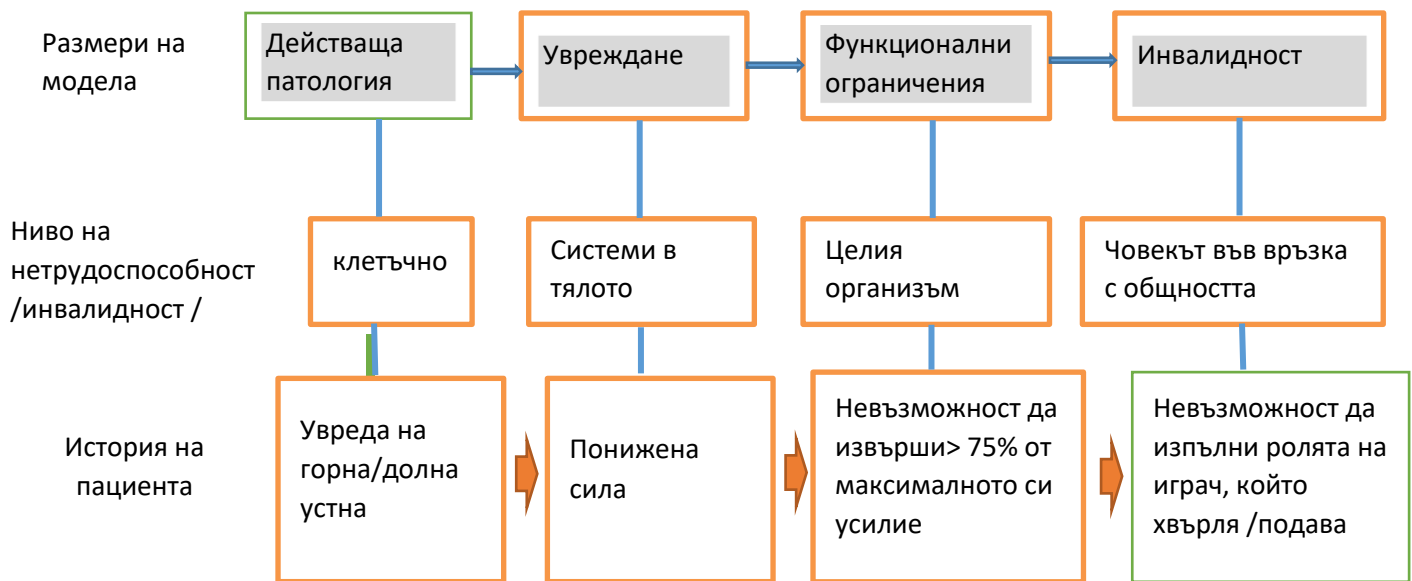 Размери на
модела
Действаща
патология
Увреждане
Функционални
ограничения
Инвалидност
Ниво на
нетрудоспособност
/инвалидност /
клетъчно
Системи в
тялото
Целия
организъм
Човекът във връзка
с общността
История на
пациента
Увреда на
горна/долна
устна
Понижена
сила
Невъзможност да
извърши> 75% от
максималното си
усилие
Невъзможност да
изпълни ролята на
играч, който
хвърля /подава